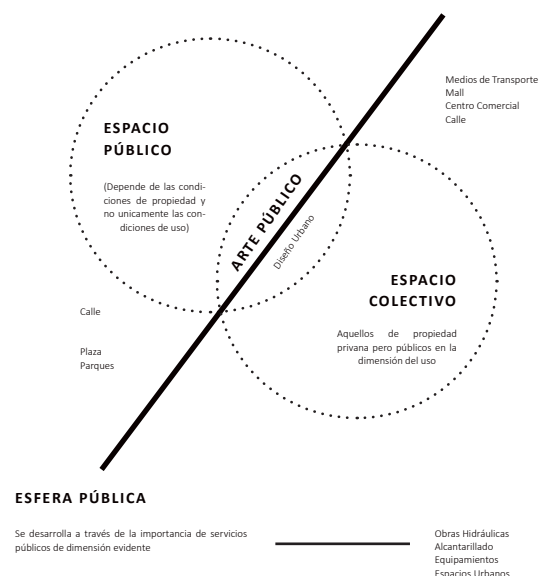 Medios de Transporte
Mall
Centro Comercial
Calle
ESPACIO
PÚBLICO
(Depende de las condi-
ciones de propiedad y
no unicamente las con-
diciones de uso)
ARTE PÚBLICO
Diseño Urbano
ESPACIO
COLECTIVO
Aquellos de propiedad
privana pero públicos en la
dimensión del uso
Calle
Plaza
Parques
ESFERA PÚBLICA
Se desarrolla a través de la importancia de servicios
públicos de dimensión evidente
Obras Hidráulicas
Alcantarillado
Equipamientos
Espacios Urbanos